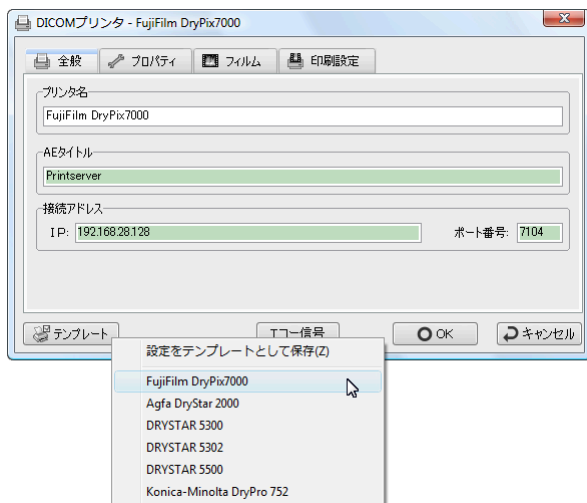 DICOMプリンタ - FujiFilm DryPix7000
全般 プロパティ フィルム 印刷設定
プリンタ名
FujiFilm DryPix7000
AEタイトル
Printserver
接続アドレス
IP: 192.168.28.128 ポート番号: 7104
テンプレート エコー信号 OK キャンセル
設定をテンプレートとして保存(Z)
FujiFilm DryPix7000
Agfa DryStar 2000
DRYSTAR 5300
DRYSTAR 5302
DRYSTAR 5500
Konica-Minolta DryPro 752